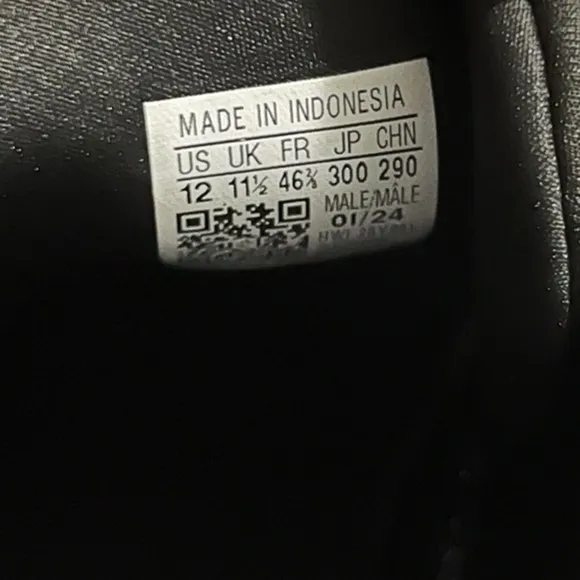 MADE IN INDONESIA
US UK FR JP CHN
12 11½ 46⅔ 300 290
MALE/MÂLE
01/24